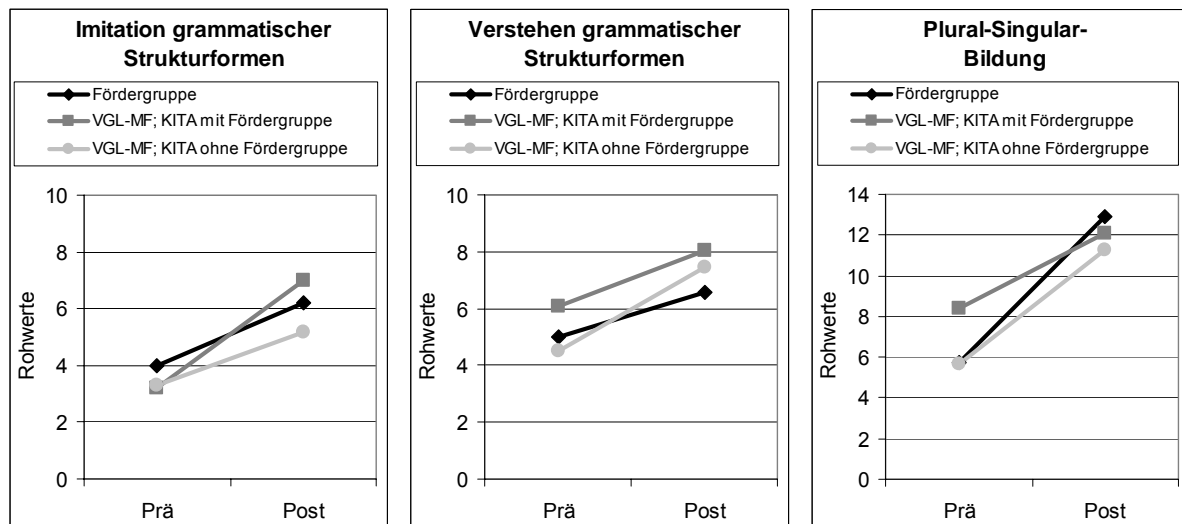 Imitation grammatischer
Strukturformen
Fördergruppe
VGL-MF; KITA mit Fördergruppe
VGL-MF; KITA ohne Fördergruppe
10
8
6
4
2
0
Rohwerte
Prä
Post
Verstehen grammatischer
Strukturformen
Fördergruppe
VGL-MF; KITA mit Fördergruppe
VGL-MF; KITA ohne Fördergruppe
10
8
6
4
2
0
Rohwerte
Prä
Post
Plural-Singular-
Bildung
Fördergruppe
VGL-MF; KITA mit Fördergruppe
VGL-MF; KITA ohne Fördergruppe
14
12
10
8
6
4
2
0
Rohwerte
Prä
Post